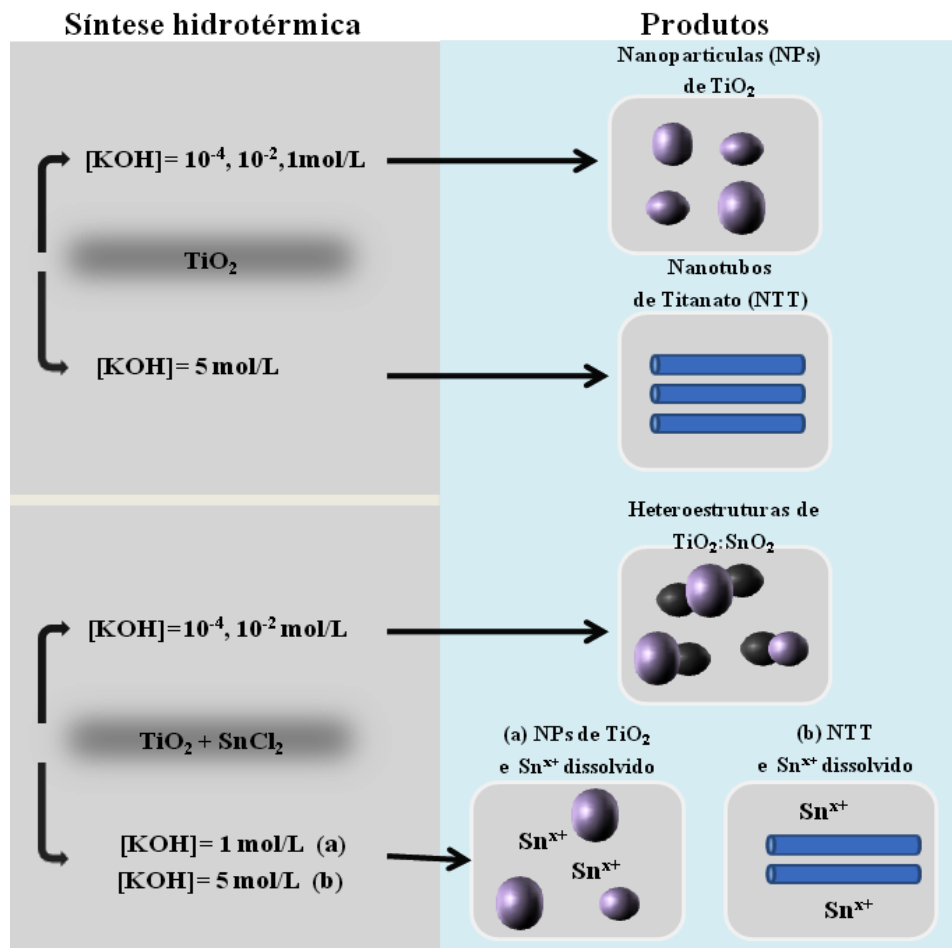 Síntese hidrotérmica
Produtos
Nanopartículas (NPs)
de TiO₂
[KOH]= 10⁻⁴, 10⁻²,1mol/L
TiO₂
Nanotubos
de Titanato (NTT)
[KOH]= 5 mol/L
Heteroestruturas de
TiO₂:SnO₂
[KOH]=10⁻⁴, 10⁻² mol/L
TiO₂ + SnCl₂
(a) NPs de TiO₂
e Snˣ⁺ dissolvido
(b) NTT
e Snˣ⁺ dissolvido
[KOH]= 1 mol/L (a)
[KOH]= 5 mol/L (b)
Snˣ⁺
Snˣ⁺
Snˣ⁺
Snˣ⁺